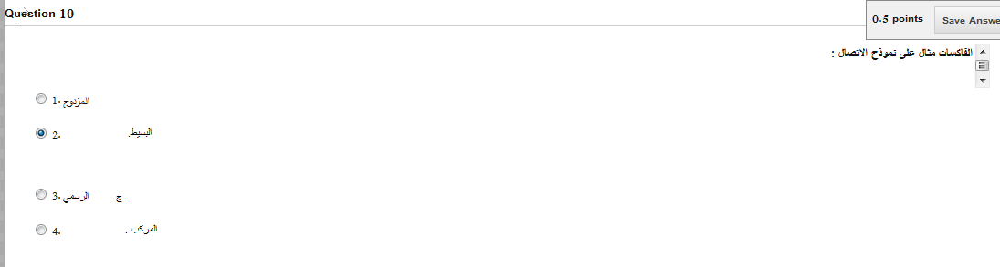 Question 10
0.5 points
Save Answe
الفاكسات مثال على نموذج الاتصال :
1. المزدوج
2. البسيط.
3. الرسمي ج. .
4. المركب .